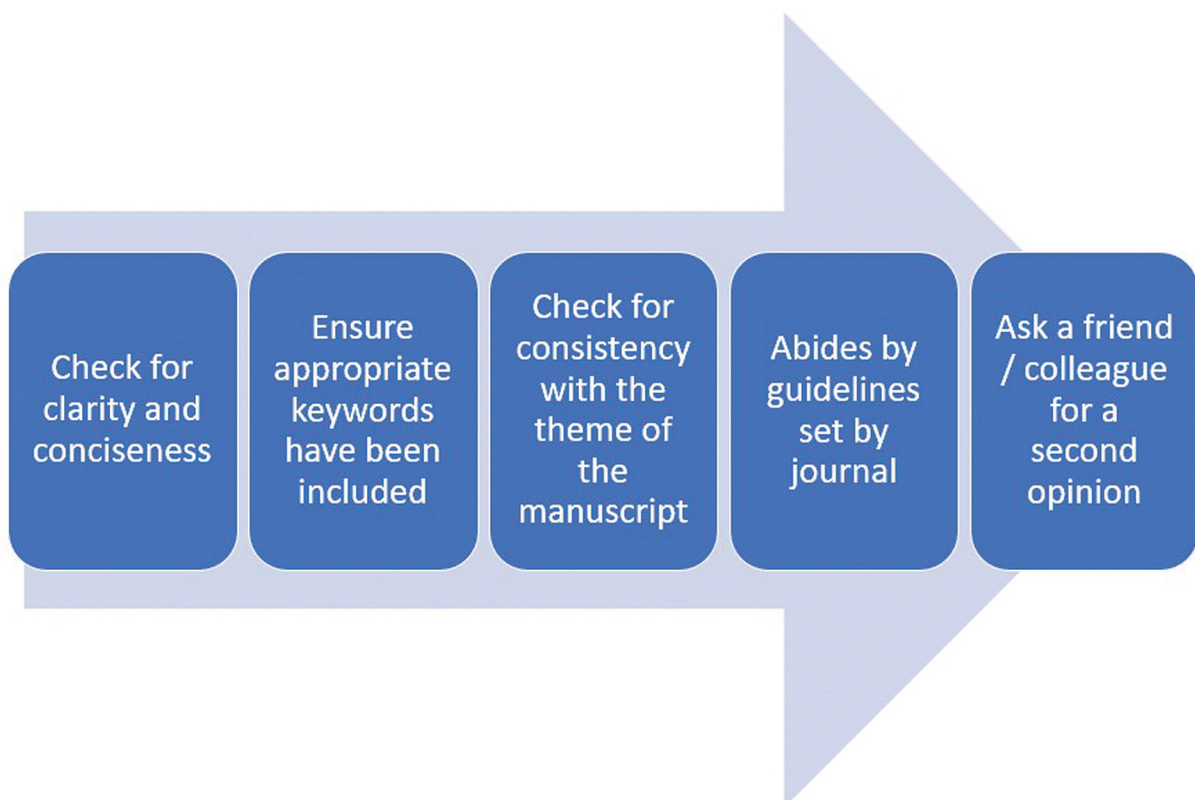 Check for
clarity and
conciseness
Ensure
appropriate
keywords
have been
included
Check for
consistency
with the
theme of
the
manuscript
Abides by
guidelines
set by
journal
Ask a friend
/ colleague
for a
second
opinion